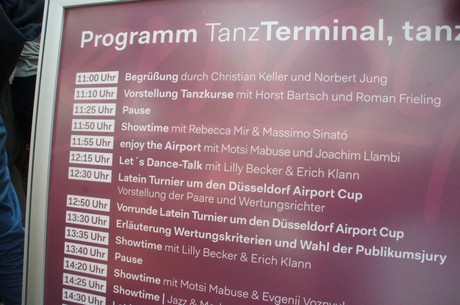 Programm TanzTerminal, tanz
11:00 Uhr Begrüßung durch Christian Keller und Norbert Jung
11:10 Uhr Vorstellung Tanzkurse mit Horst Bartsch und Roman Frieling
11:25 Uhr Pause
11:50 Uhr Showtime mit Rebecca Mir & Massimo Sinató
11:55 Uhr enjoy the Airport mit Motsi Mabuse und Joachim Llambi
12:15 Uhr Let´s Dance-Talk mit Lilly Becker & Erich Klann
12:30 Uhr Latein Turnier um den Düsseldorf Airport Cup
Vorstellung der Paare und Wertungsrichter
12:50 Uhr Vorrunde Latein Turnier um den Düsseldorf Airport Cup
13:30 Uhr Erläuterung Wertungskriterien und Wahl der Publikumsjury
13:35 Uhr Showtime mit Lilly Becker & Erich Klann
13:40 Uhr Pause
14:20 Uhr Showtime mit Motsi Mabuse & Evgenij
14:25 Uhr Showtime | Jazz &
14:30 Uhr